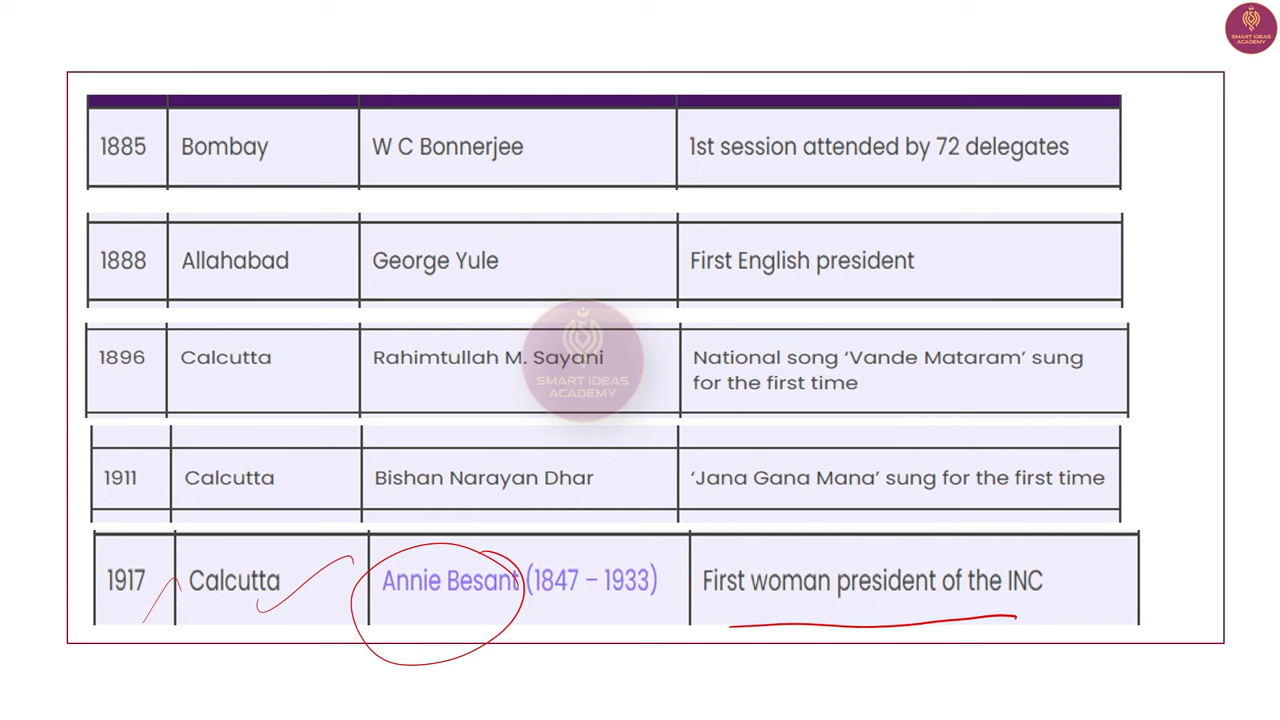 SMART IDEAS
ACADEMY
1885 Bombay W C Bonnerjee 1st session attended by 72 delegates
1888 Allahabad George Yule First English president
1896 Calcutta Rahimtullah M. Sayani National song ‘Vande Mataram’ sung
for the first time
SMART IDEAS
ACADEMY
1911 Calcutta Bishan Narayan Dhar ‘Jana Gana Mana’ sung for the first time
1917 Calcutta Annie Besant (1847 – 1933) First woman president of the INC